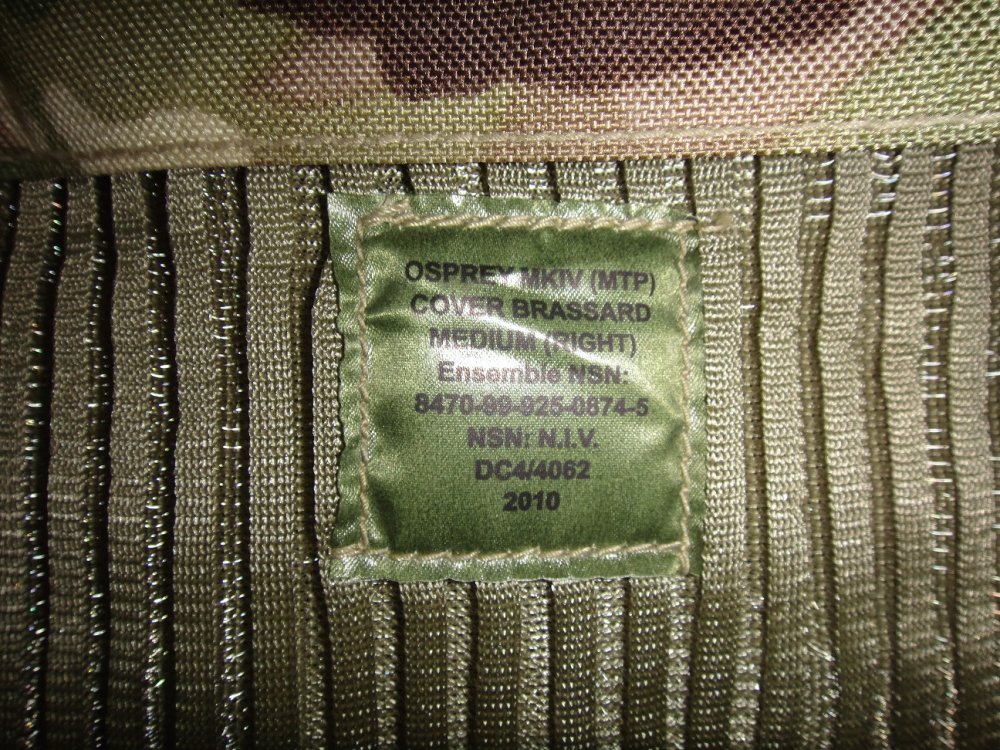 OSPREY MKIV (MTP)
COVER BRASSARD
MEDIUM (RIGHT)
Ensemble NSN:
8470-99-925-0874-5
NSN: N.I.V.
DC4/4062
2010